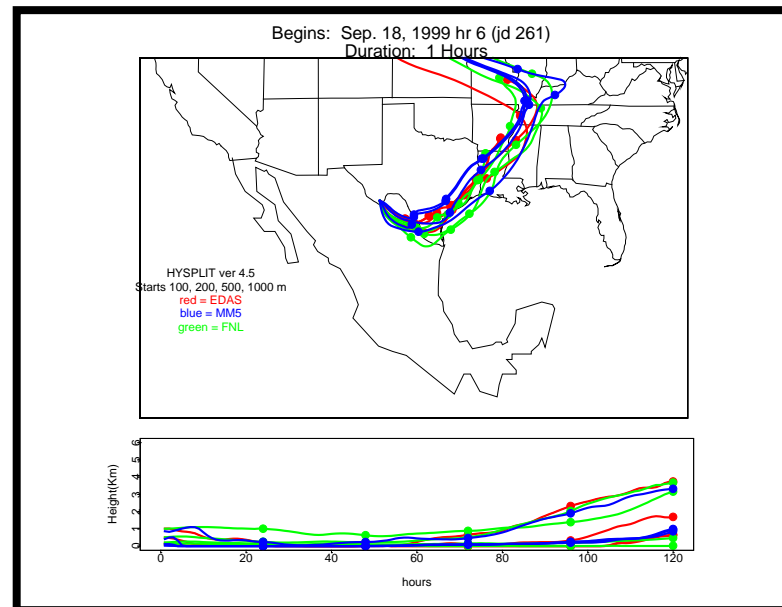 Begins: Sep. 18, 1999 hr 6 (jd 261)
Duration: 1 Hours
HYSPLIT ver 4.5
Starts 100, 200, 500, 1000 m
red = EDAS
blue = MM5
green = FNL
Height(Km)
6
5
4
3
2
1
0
0 20 40 60 80 100 120
hours